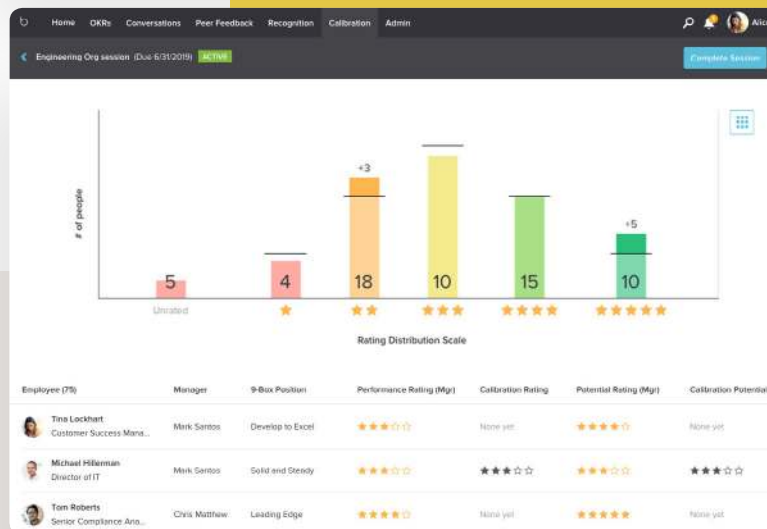 Home OKRs Conversations Peer Feedback Recognition Calibration Admin
Engineering Org session (Due 6/31/2019) ACTIVE
Complete Session
# of people
+3
+5
5 4 18 10 15 10
Unrated
Rating Distribution Scale
Employee (75) Manager 9-Box Position Performance Rating (Mgr) Calibration Rating Potential Rating (Mgr) Calibration Potential
Tina Lockhart
Customer Success Mana...
Mark Santos Develop to Excel None yet None yet
Michael Hillerman
Director of IT
Mark Santos Solid and Steady
Tom Roberts
Senior Compliance Ana...
Chris Matthew Leading Edge None yet None yet